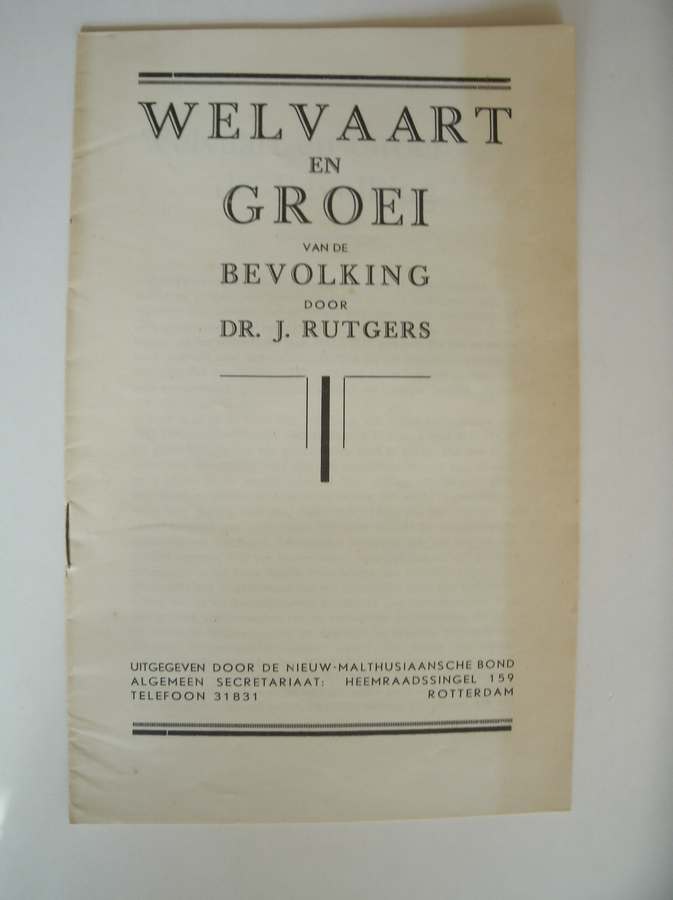 WELVAART
EN
GROEI
VAN DE
BEVOLKING
DOOR
DR. J. RUTGERS
UITGEGEVEN DOOR DE NIEUW-MALTHUSIAANSCHE BOND
ALGEMEEN SECRETARIAAT: HEEMRAADSSINGEL 159
TELEFOON 31831 ROTTERDAM